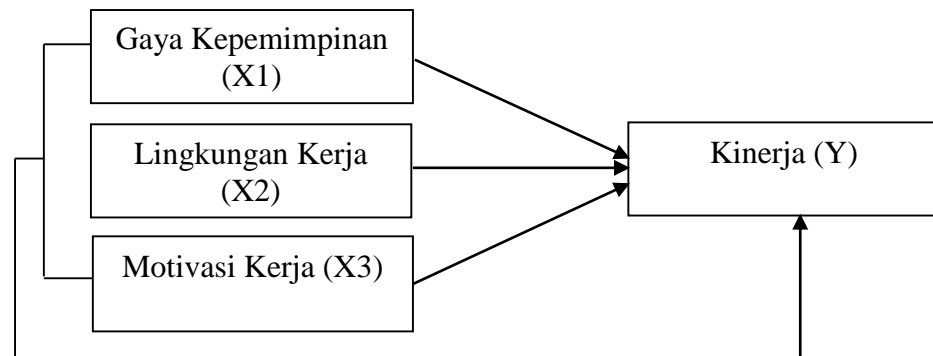 Gaya Kepemimpinan
(X1)
Lingkungan Kerja
(X2)
Motivasi Kerja (X3)
Kinerja (Y)